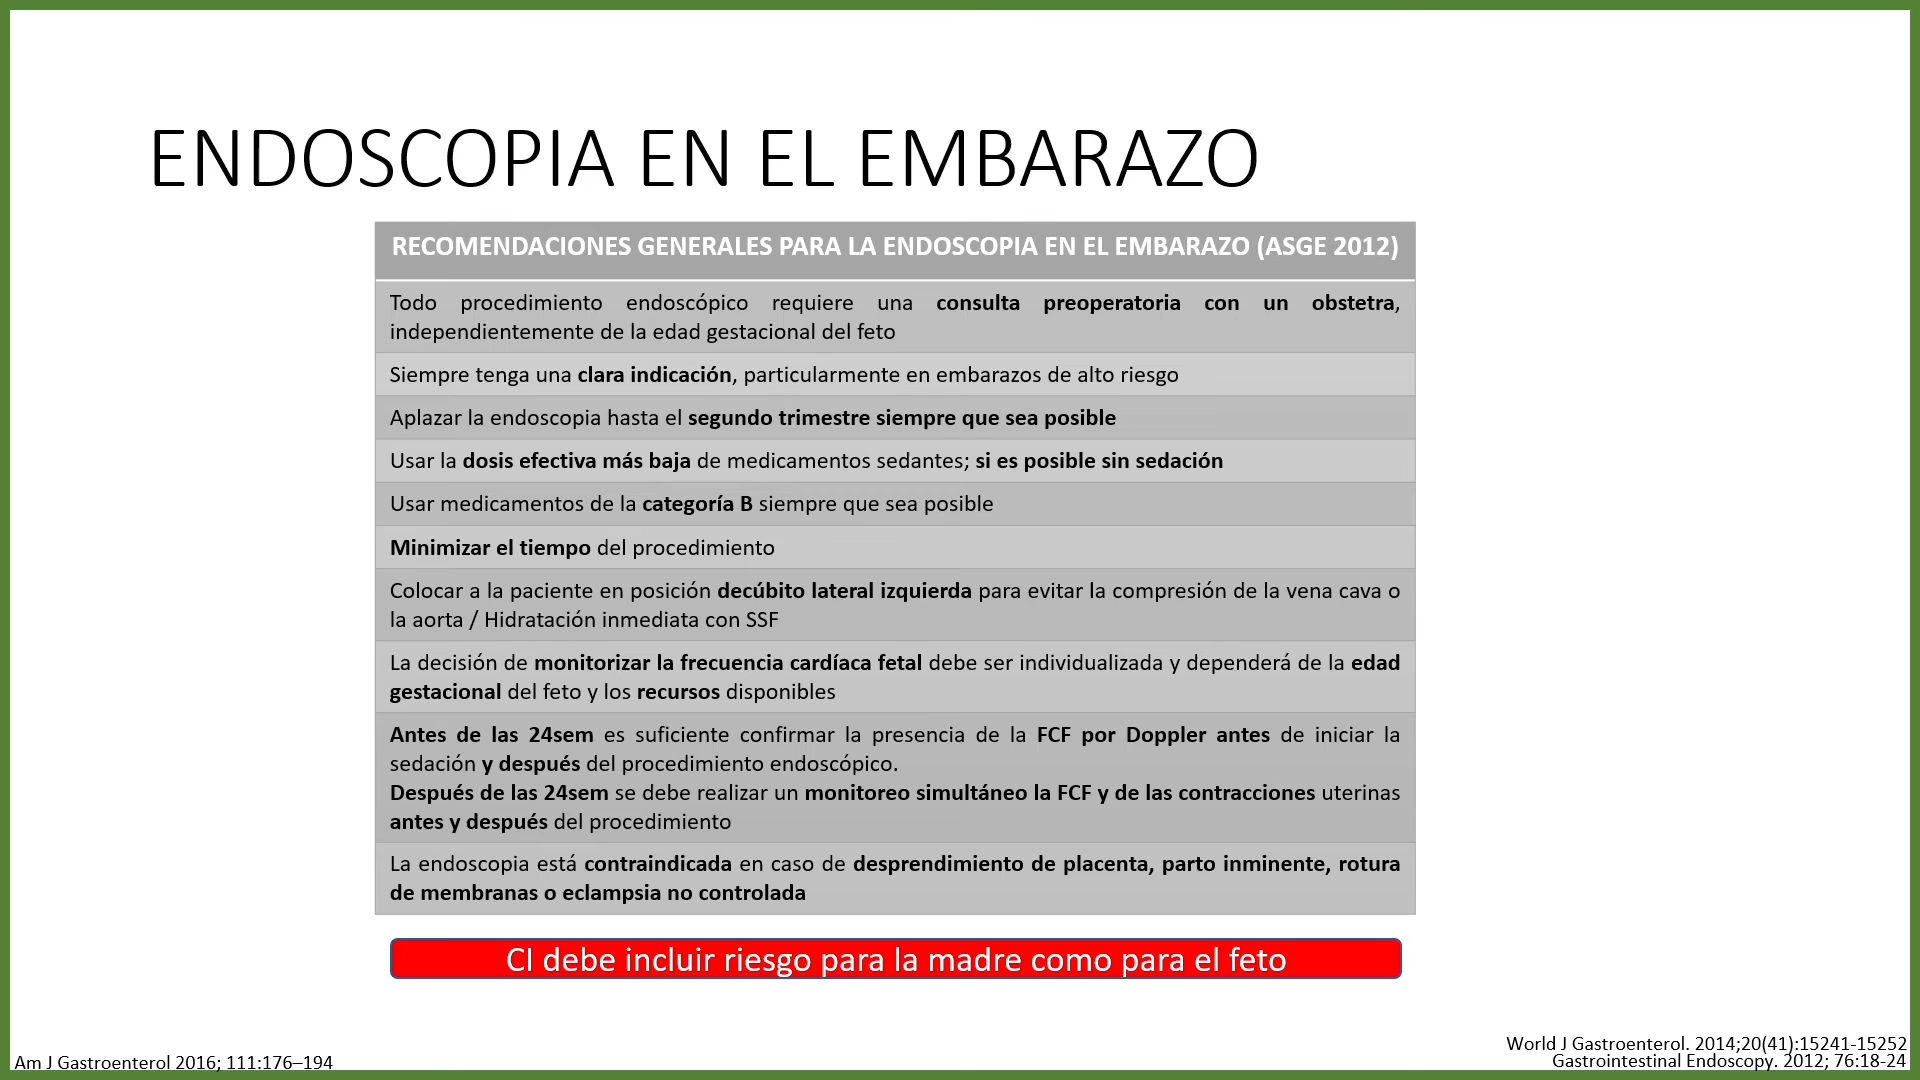 ENDOSCOPIA EN EL EMBARAZO
RECOMENDACIONES GENERALES PARA LA ENDOSCOPIA EN EL EMBARAZO (ASGE 2012)
Todo procedimiento endoscópico requiere una consulta preoperatoria con un obstetra,
independientemente de la edad gestacional del feto
Siempre tenga una clara indicación, particularmente en embarazos de alto riesgo
Aplazar la endoscopia hasta el segundo trimestre siempre que sea posible
Usar la dosis efectiva más baja de medicamentos sedantes; si es posible sin sedación
Usar medicamentos de la categoría B siempre que sea posible
Minimizar el tiempo del procedimiento
Colocar a la paciente en posición decúbito lateral izquierda para evitar la compresión de la vena cava o
la aorta / Hidratación inmediata con SSF
La decisión de monitorizar la frecuencia cardíaca fetal debe ser individualizada y dependerá de la edad
gestacional del feto y los recursos disponibles
Antes de las 24sem es suficiente confirmar la presencia de la FCF por Doppler antes de iniciar la
sedación y después del procedimiento endoscópico.
Después de las 24sem se debe realizar un monitoreo simultáneo la FCF y de las contracciones uterinas
antes y después del procedimiento
La endoscopia está contraindicada en caso de desprendimiento de placenta, parto inminente, rotura
de membranas o eclampsia no controlada
CI debe incluir riesgo para la madre como para el feto
World J Gastroenterol. 2014;20(41):15241-15252
Gastrointestinal Endoscopy. 2012; 76:18-24
Am J Gastroenterol 2016; 111:176–194